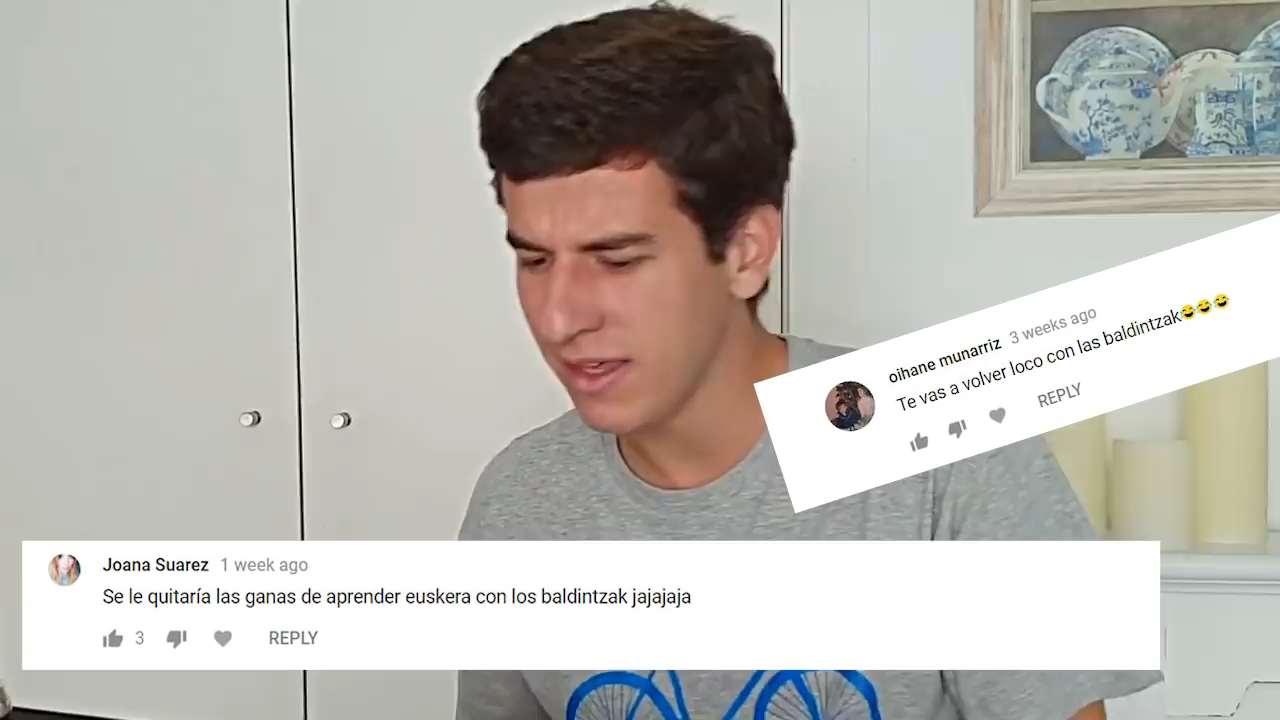 oihane munarriz 3 weeks ago
Te vas a volver loco con las baldintzak😂😂😂
REPLY
Joana Suarez 1 week ago
Se le quitaría las ganas de aprender euskera con los baldintzak jajajaja
3 REPLY